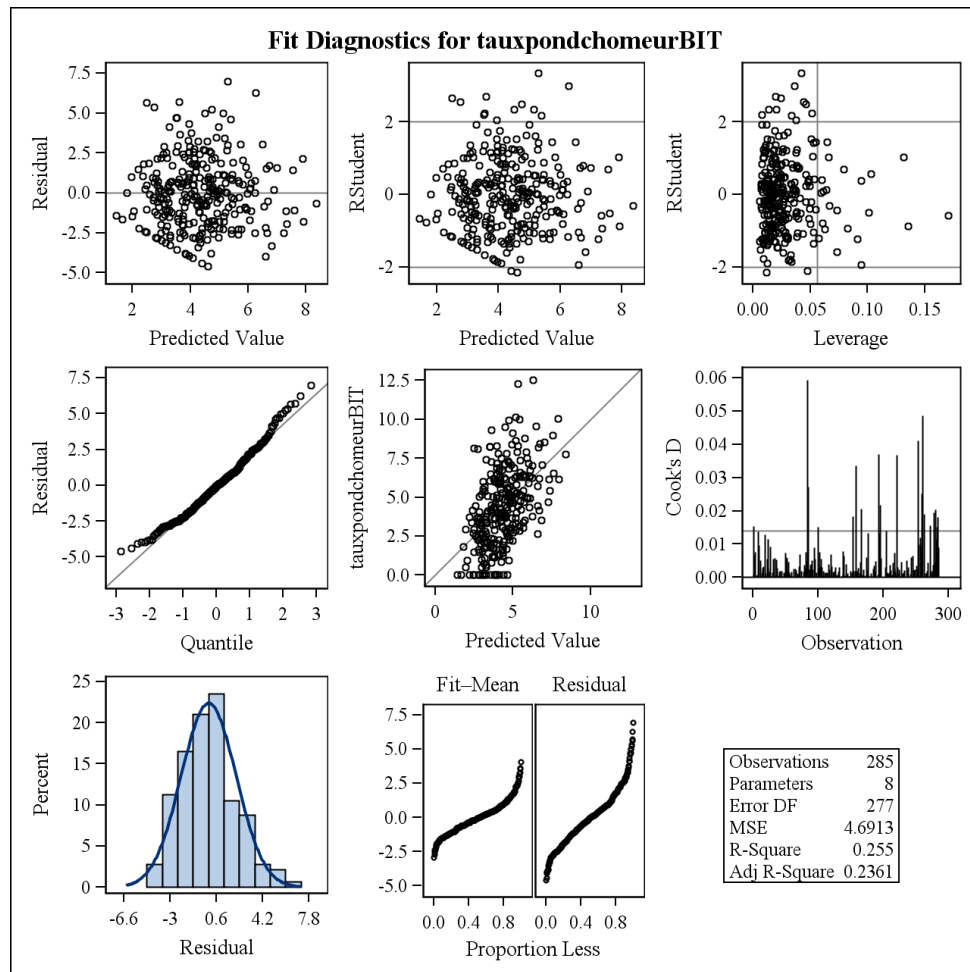 Fit Diagnostics for tauxpondchomeurBIT
7.5
5.0
2.5
0.0
-2.5
-5.0
Residual
2 4 6 8
Predicted Value
2
0
-2
RStudent
2 4 6 8
Predicted Value
2
0
-2
RStudent
0.00 0.05 0.10 0.15
Leverage
7.5
5.0
2.5
0.0
-2.5
-5.0
Residual
-3 -2 -1 0 1 2 3
Quantile
12.5
10.0
7.5
5.0
2.5
0.0
tauxpondchomeurBIT
0 5 10
Predicted Value
0.06
0.05
0.04
0.03
0.02
0.01
0.00
Cook's D
0 100 200 300
Observation
25
20
15
10
5
0
Percent
-6.6 -3 0.6 4.2 7.8
Residual
Fit–Mean Residual
7.5
5.0
2.5
0.0
-2.5
-5.0
0.0 0.4 0.8 0.0 0.4 0.8
Proportion Less
Observations 285
Parameters 8
Error DF 277
MSE 4.6913
R-Square 0.255
Adj R-Square 0.2361